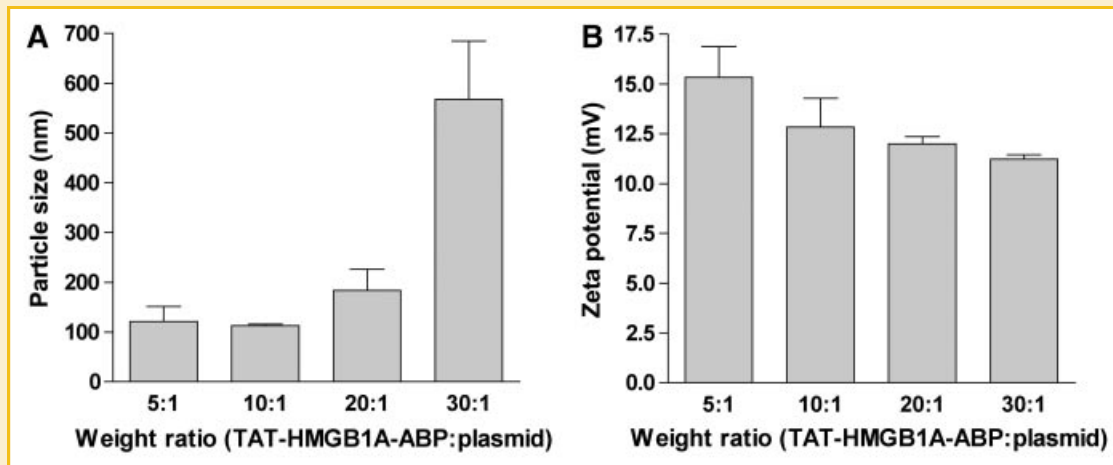 A
700
600
500
400
300
200
100
0
Particle size (nm)
5:1 10:1 20:1 30:1
Weight ratio (TAT-HMGB1A-ABP:plasmid)
B
17.5
15.0
12.5
10.0
7.5
5.0
2.5
0.0
Zeta potential (mV)
5:1 10:1 20:1 30:1
Weight ratio (TAT-HMGB1A-ABP:plasmid)